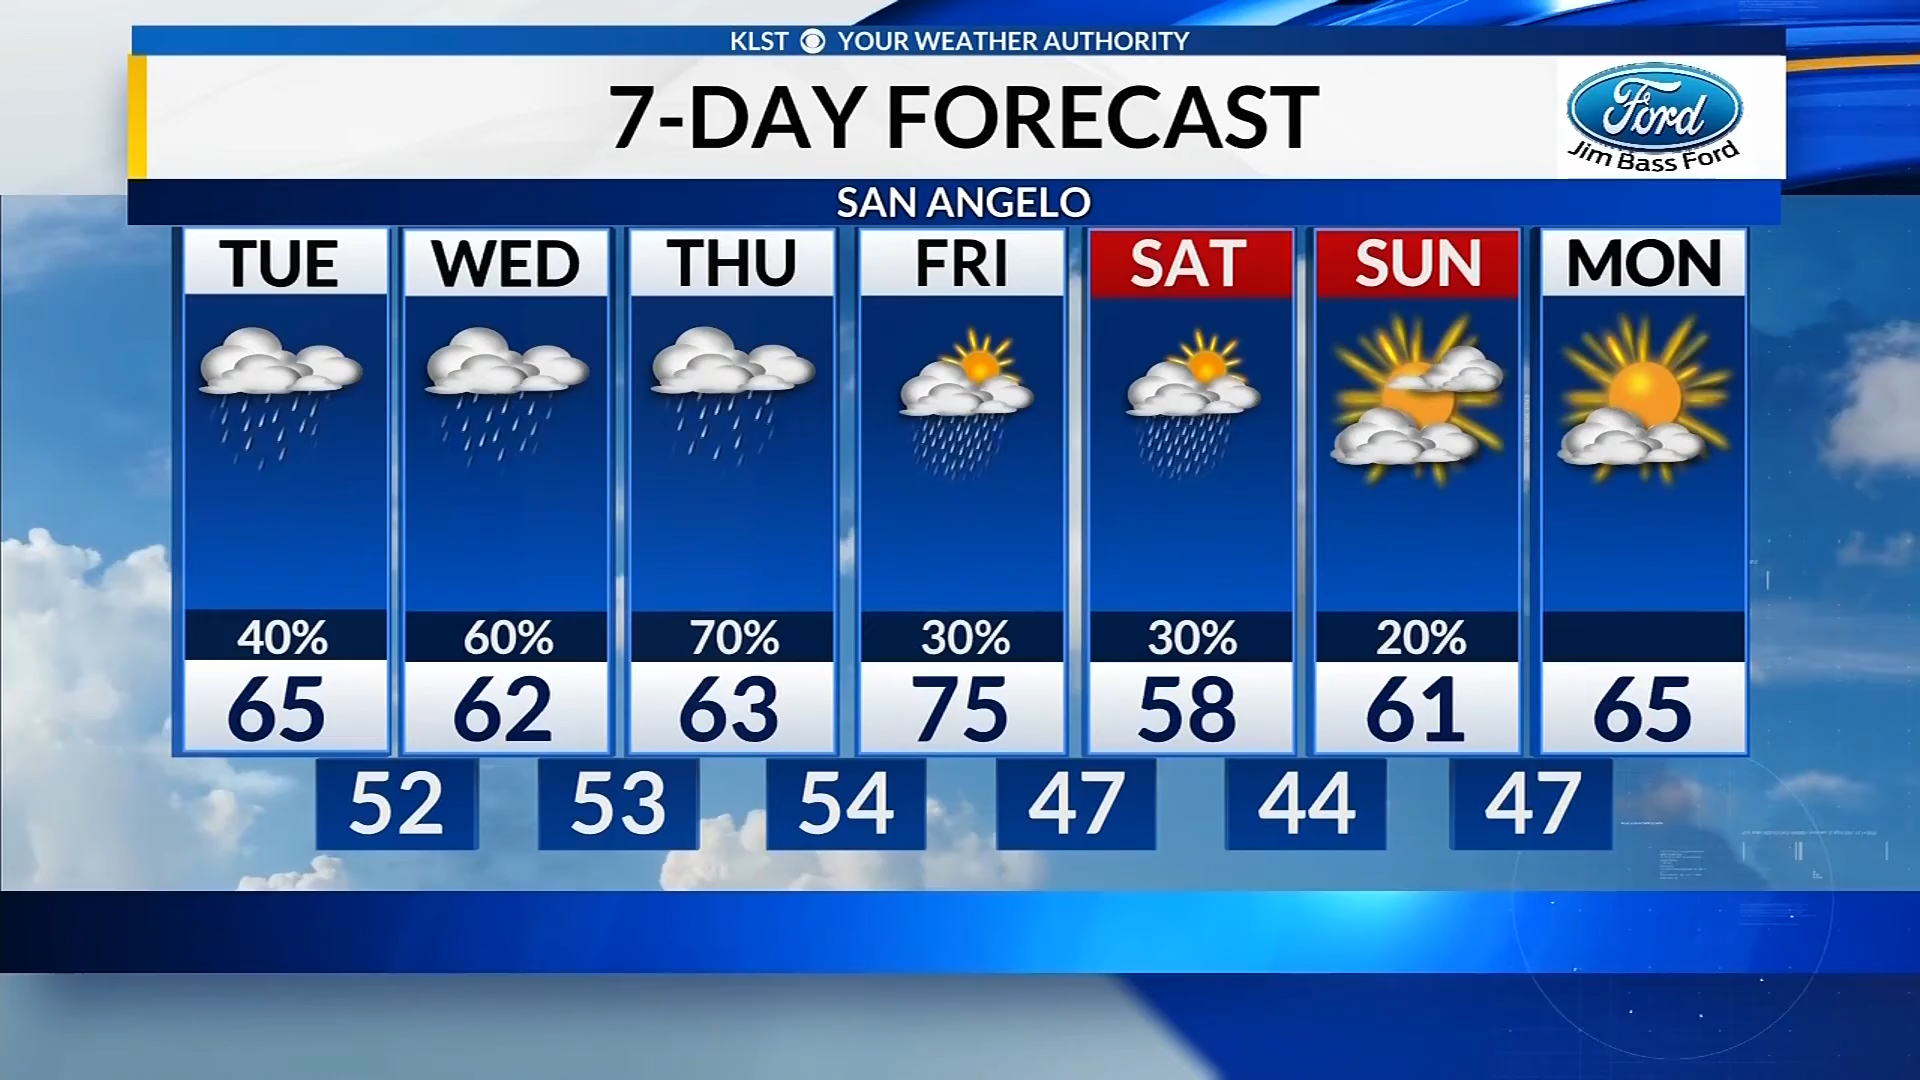 KLST YOUR WEATHER AUTHORITY
7-DAY FORECAST
Ford
Jim Bass Ford
SAN ANGELO
TUE WED THU FRI SAT SUN MON
40% 60% 70% 30% 30% 20%
65 62 63 75 58 61 65
52 53 54 47 44 47